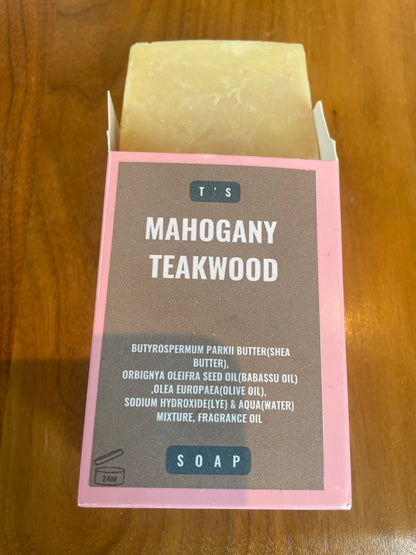 T'S
MAHOGANY
TEAKWOOD
BUTYROSPERMUM PARKII BUTTER(SHEA
BUTTER),
ORBIGNYA OLEIFRA SEED OIL(BABASSU OIL)
,OLEA EUROPAEA(OLIVE OIL),
SODIUM HYDROXIDE(LYE) & AQUA(WATER)
MIXTURE, FRAGRANCE OIL
SOAP
24M